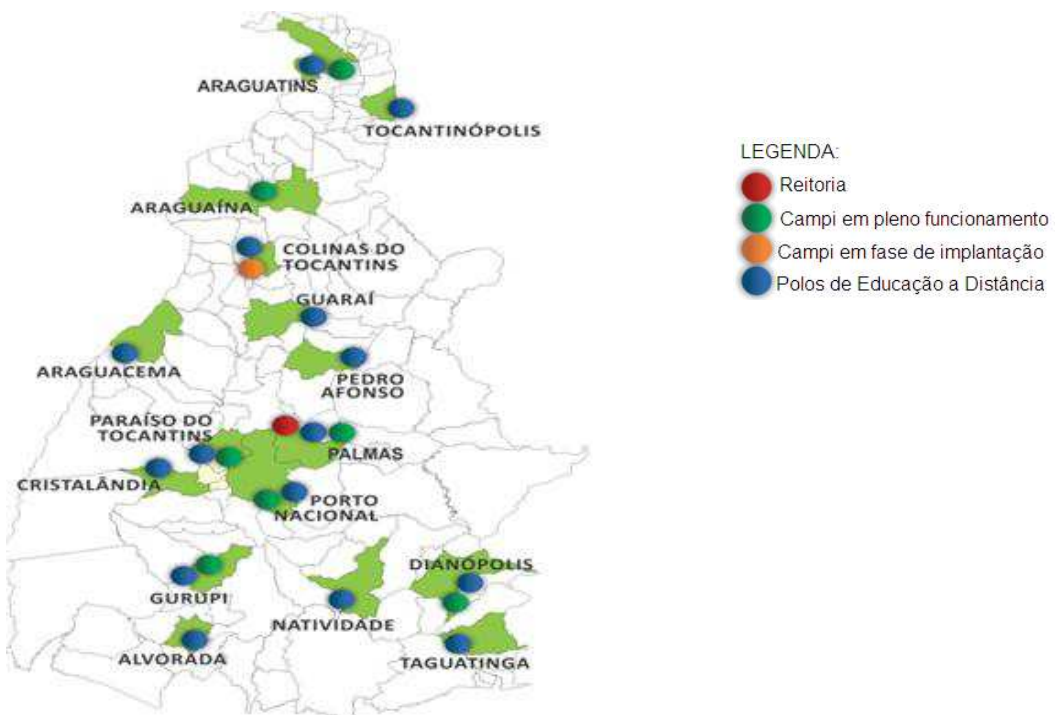 ARAGUATINS
TOCANTINÓPOLIS
ARAGUAÍNA
COLINAS DO
TOCANTINS
GUARAÍ
ARAGUACEMA
PEDRO
AFONSO
PARAÍSO DO
TOCANTINS
PALMAS
CRISTALÂNDIA
PORTO
NACIONAL
DIANÓPOLIS
GURUPI
NATIVIDADE
ALVORADA
TAGUATINGA
LEGENDA:
Reitoria
Campi em pleno funcionamento
Campi em fase de implantação
Polos de Educação a Distância